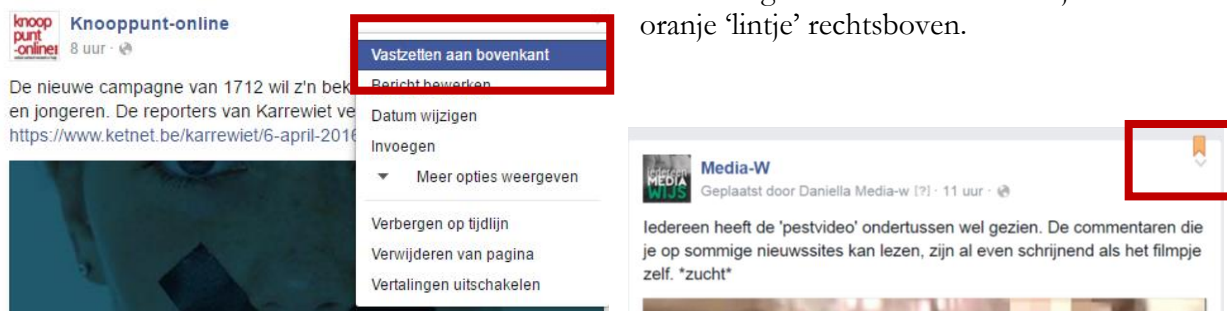 knoop
punt
-online!
Knooppunt-online
8 uur ·
De nieuwe campagne van 1712 wil z'n bek
en jongeren. De reporters van Karrewiet ve
https://www.ketnet.be/karrewiet/6-april-2016
Vastzetten aan bovenkant
Bericht bewerken
Datum wijzigen
Invoegen
Meer opties weergeven
Verbergen op tijdlijn
Verwijderen van pagina
Vertalingen uitschakelen
oranje ‘lintje’ rechtsboven.
iedereen
MEDIA
WIJS
Media-W
Geplaatst door Daniella Media-w [?] · 11 uur ·
Iedereen heeft de 'pestvideo' ondertussen wel gezien. De commentaren die
je op sommige nieuwssites kan lezen, zijn al even schrijnend als het filmpje
zelf. *zucht*